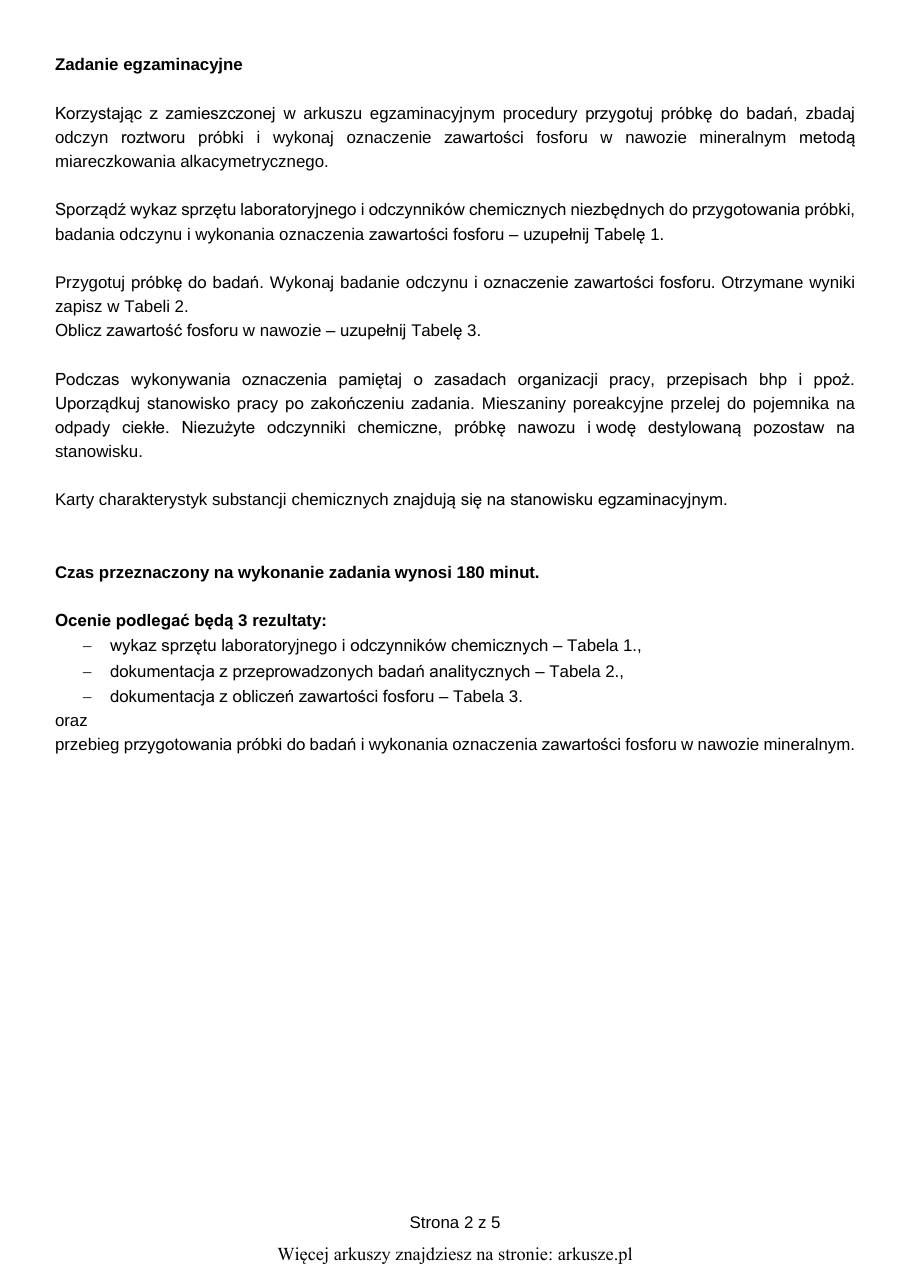 Zadanie egzaminacyjne
Korzystając z zamieszczonej w arkuszu egzaminacyjnym procedury przygotuj próbkę do badań, zbadaj
odczyn roztworu próbki i wykonaj oznaczenie zawartości fosforu w nawozie mineralnym metodą
miareczkowania alkacymetrycznego.
Sporządź wykaz sprzętu laboratoryjnego i odczynników chemicznych niezbędnych do przygotowania próbki,
badania odczynu i wykonania oznaczenia zawartości fosforu – uzupełnij Tabelę 1.
Przygotuj próbkę do badań. Wykonaj badanie odczynu i oznaczenie zawartości fosforu. Otrzymane wyniki
zapisz w Tabeli 2.
Oblicz zawartość fosforu w nawozie – uzupełnij Tabelę 3.
Podczas wykonywania oznaczenia pamiętaj o zasadach organizacji pracy, przepisach bhp i ppoż.
Uporządkuj stanowisko pracy po zakończeniu zadania. Mieszaniny poreakcyjne przelej do pojemnika na
odpady ciekłe. Niezużyte odczynniki chemiczne, próbkę nawozu i wodę destylowaną pozostaw na
stanowisku.
Karty charakterystyk substancji chemicznych znajdują się na stanowisku egzaminacyjnym.
Czas przeznaczony na wykonanie zadania wynosi 180 minut.
Ocenie podlegać będą 3 rezultaty:
– wykaz sprzętu laboratoryjnego i odczynników chemicznych – Tabela 1.,
– dokumentacja z przeprowadzonych badań analitycznych – Tabela 2.,
– dokumentacja z obliczeń zawartości fosforu – Tabela 3.
oraz
przebieg przygotowania próbki do badań i wykonania oznaczenia zawartości fosforu w nawozie mineralnym.
Strona 2 z 5
Więcej arkuszy znajdziesz na stronie: arkusze.pl